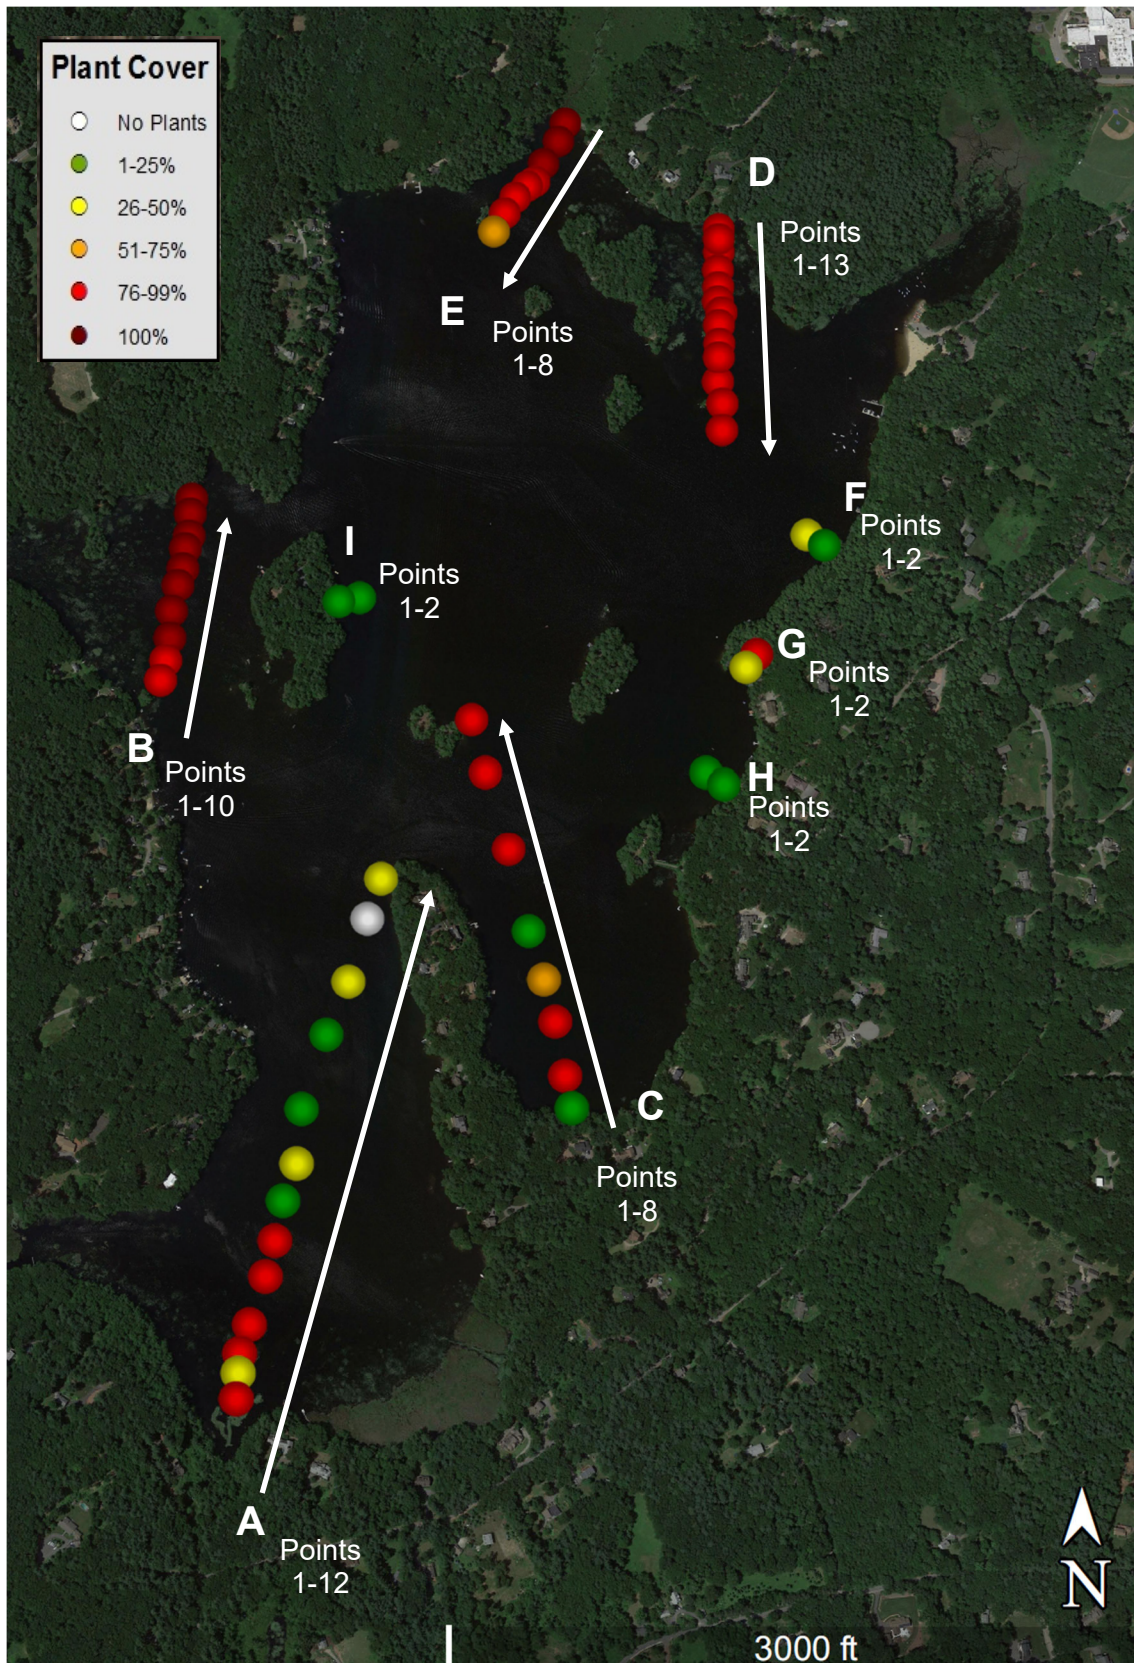 Plant Cover
No Plants
1-25%
26-50%
51-75%
76-99%
100%
D
Points
1-13
E
Points
1-8
F
Points
1-2
I
Points
1-2
G
Points
1-2
B
Points
1-10
H
Points
1-2
C
Points
1-8
A
Points
1-12
N
3000 ft